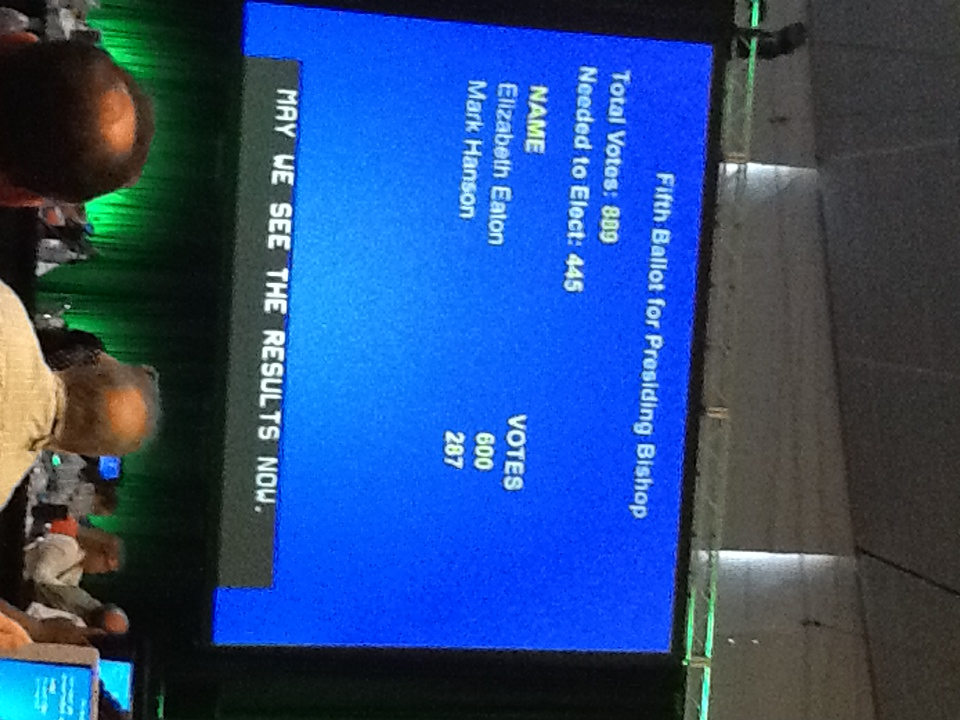 Fifth Ballot for Presiding Bishop
Total Votes: 889
Needed to Elect: 445
NAME VOTES
Elizabeth Eaton 600
Mark Hanson 287
MAY WE SEE THE RESULTS NOW.